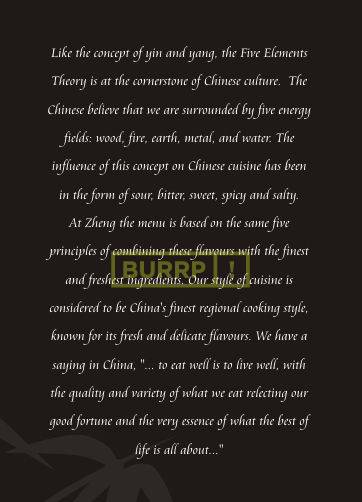 Like the concept of yin and yang, the Five Elements
Theory is at the cornerstone of Chinese culture. The
Chinese believe that we are surrounded by five energy
fields: wood, fire, earth, metal, and water. The
influence of this concept on Chinese cuisine has been
in the form of sour, bitter, sweet, spicy and salty.
At Zheng the menu is based on the same five
principles of combining these flavours with the finest
and freshest ingredients. Our style of cuisine is
BURRP!
considered to be China's finest regional cooking style,
known for its fresh and delicate flavours. We have a
saying in China, "... to eat well is to live well, with
the quality and variety of what we eat relecting our
good fortune and the very essence of what the best of
life is all about..."